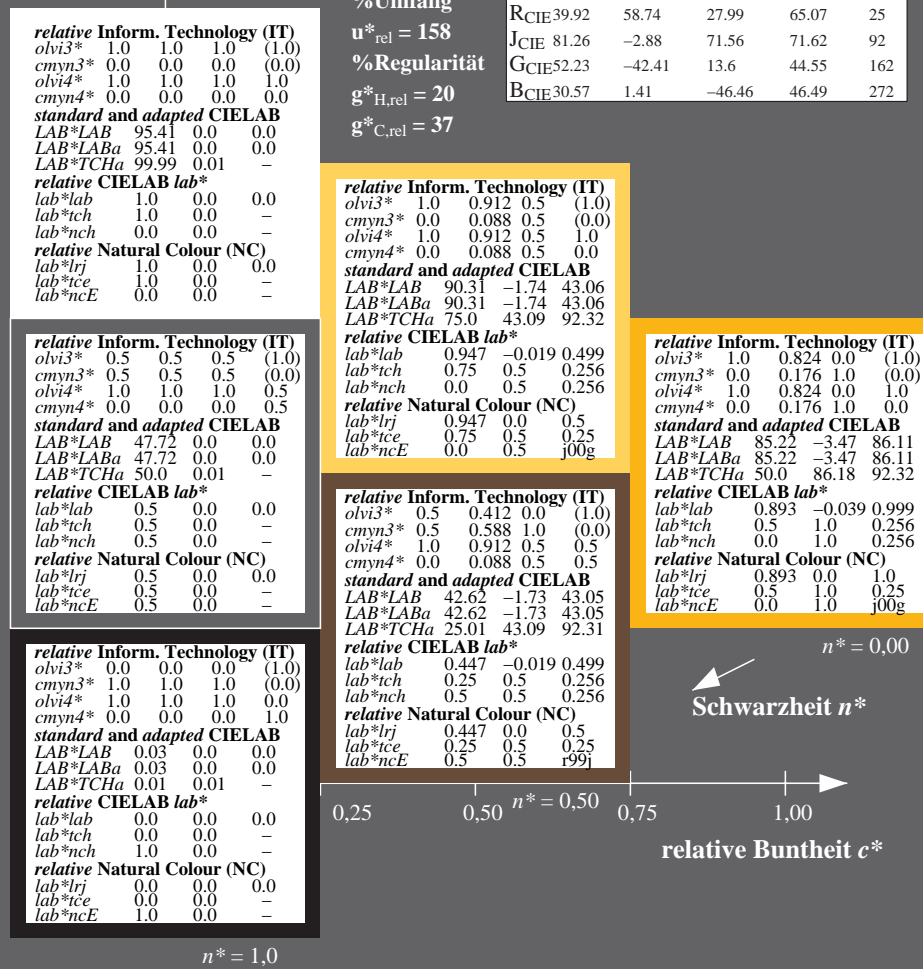 %Umfang
u*rel = 158
%Regularität
g*H,rel = 20
g*C,rel = 37
RCIE 39.92 58.74 27.99 65.07 25
JCIE 81.26 −2.88 71.56 71.62 92
GCIE 52.23 −42.41 13.6 44.55 162
BCIE 30.57 1.41 −46.46 46.49 272
relative Inform. Technology (IT)
olvi3* 1.0 1.0 1.0 (1.0)
cmyn3* 0.0 0.0 0.0 (0.0)
olvi4* 1.0 1.0 1.0 1.0
cmyn4* 0.0 0.0 0.0 0.0
standard and adapted CIELAB
LAB*LAB 95.41 0.0 0.0
LAB*LABa 95.41 0.0 0.0
LAB*TCHa 99.99 0.01 –
relative CIELAB lab*
lab*lab 1.0 0.0 0.0
lab*tch 1.0 0.0 –
lab*nch 0.0 0.0 –
relative Natural Colour (NC)
lab*lrj 1.0 0.0 0.0
lab*tce 1.0 0.0 –
lab*ncE 0.0 0.0 –
relative Inform. Technology (IT)
olvi3* 1.0 0.912 0.5 (1.0)
cmyn3* 0.0 0.088 0.5 (0.0)
olvi4* 1.0 0.912 0.5 1.0
cmyn4* 0.0 0.088 0.5 0.0
standard and adapted CIELAB
LAB*LAB 90.31 −1.74 43.06
LAB*LABa 90.31 −1.74 43.06
LAB*TCHa 75.0 43.09 92.32
relative CIELAB lab*
lab*lab 0.947 −0.019 0.499
lab*tch 0.75 0.5 0.256
lab*nch 0.0 0.5 0.256
relative Natural Colour (NC)
lab*lrj 0.947 0.0 0.5
lab*tce 0.75 0.5 0.25
lab*ncE 0.0 0.5 j00g
relative Inform. Technology (IT)
olvi3* 0.5 0.5 0.5 (1.0)
cmyn3* 0.5 0.5 0.5 (0.0)
olvi4* 1.0 1.0 1.0 0.5
cmyn4* 0.0 0.0 0.0 0.5
standard and adapted CIELAB
LAB*LAB 47.72 0.0 0.0
LAB*LABa 47.72 0.0 0.0
LAB*TCHa 50.0 0.01 –
relative CIELAB lab*
lab*lab 0.5 0.0 0.0
lab*tch 0.5 0.0 –
lab*nch 0.5 0.0 –
relative Natural Colour (NC)
lab*lrj 0.5 0.0 0.0
lab*tce 0.5 0.0 –
lab*ncE 0.5 0.0 –
relative Inform. Technology (IT)
olvi3* 1.0 0.824 0.0 (1.0)
cmyn3* 0.0 0.176 1.0 (0.0)
olvi4* 1.0 0.824 0.0 1.0
cmyn4* 0.0 0.176 1.0 0.0
standard and adapted CIELAB
LAB*LAB 85.22 −3.47 86.11
LAB*LABa 85.22 −3.47 86.11
LAB*TCHa 50.0 86.18 92.32
relative CIELAB lab*
lab*lab 0.893 −0.039 0.999
lab*tch 0.5 1.0 0.256
lab*nch 0.0 1.0 0.256
relative Natural Colour (NC)
lab*lrj 0.893 0.0 1.0
lab*tce 0.5 1.0 0.25
lab*ncE 0.0 1.0 j00g
relative Inform. Technology (IT)
olvi3* 0.5 0.412 0.0 (1.0)
cmyn3* 0.5 0.588 1.0 (0.0)
olvi4* 1.0 0.912 0.5 0.5
cmyn4* 0.0 0.088 0.5 0.5
standard and adapted CIELAB
LAB*LAB 42.62 −1.73 43.05
LAB*LABa 42.62 −1.73 43.05
LAB*TCHa 25.01 43.09 92.31
relative CIELAB lab*
lab*lab 0.447 −0.019 0.499
lab*tch 0.25 0.5 0.256
lab*nch 0.5 0.5 0.256
relative Natural Colour (NC)
lab*lrj 0.447 0.0 0.5
lab*tce 0.25 0.5 0.25
lab*ncE 0.5 0.5 r99j
relative Inform. Technology (IT)
olvi3* 0.0 0.0 0.0 (1.0)
cmyn3* 1.0 1.0 1.0 (0.0)
olvi4* 1.0 1.0 1.0 0.0
cmyn4* 0.0 0.0 0.0 1.0
standard and adapted CIELAB
LAB*LAB 0.03 0.0 0.0
LAB*LABa 0.03 0.0 0.0
LAB*TCHa 0.01 0.01 –
relative CIELAB lab*
lab*lab 0.0 0.0 0.0
lab*tch 0.0 0.0 –
lab*nch 1.0 0.0 –
relative Natural Colour (NC)
lab*lrj 0.0 0.0 0.0
lab*tce 0.0 0.0 –
lab*ncE 1.0 0.0 –
n* = 0,00
Schwarzheit n*
0,25 0,50 n* = 0,50 0,75 1,00
relative Buntheit c*
n* = 1,0